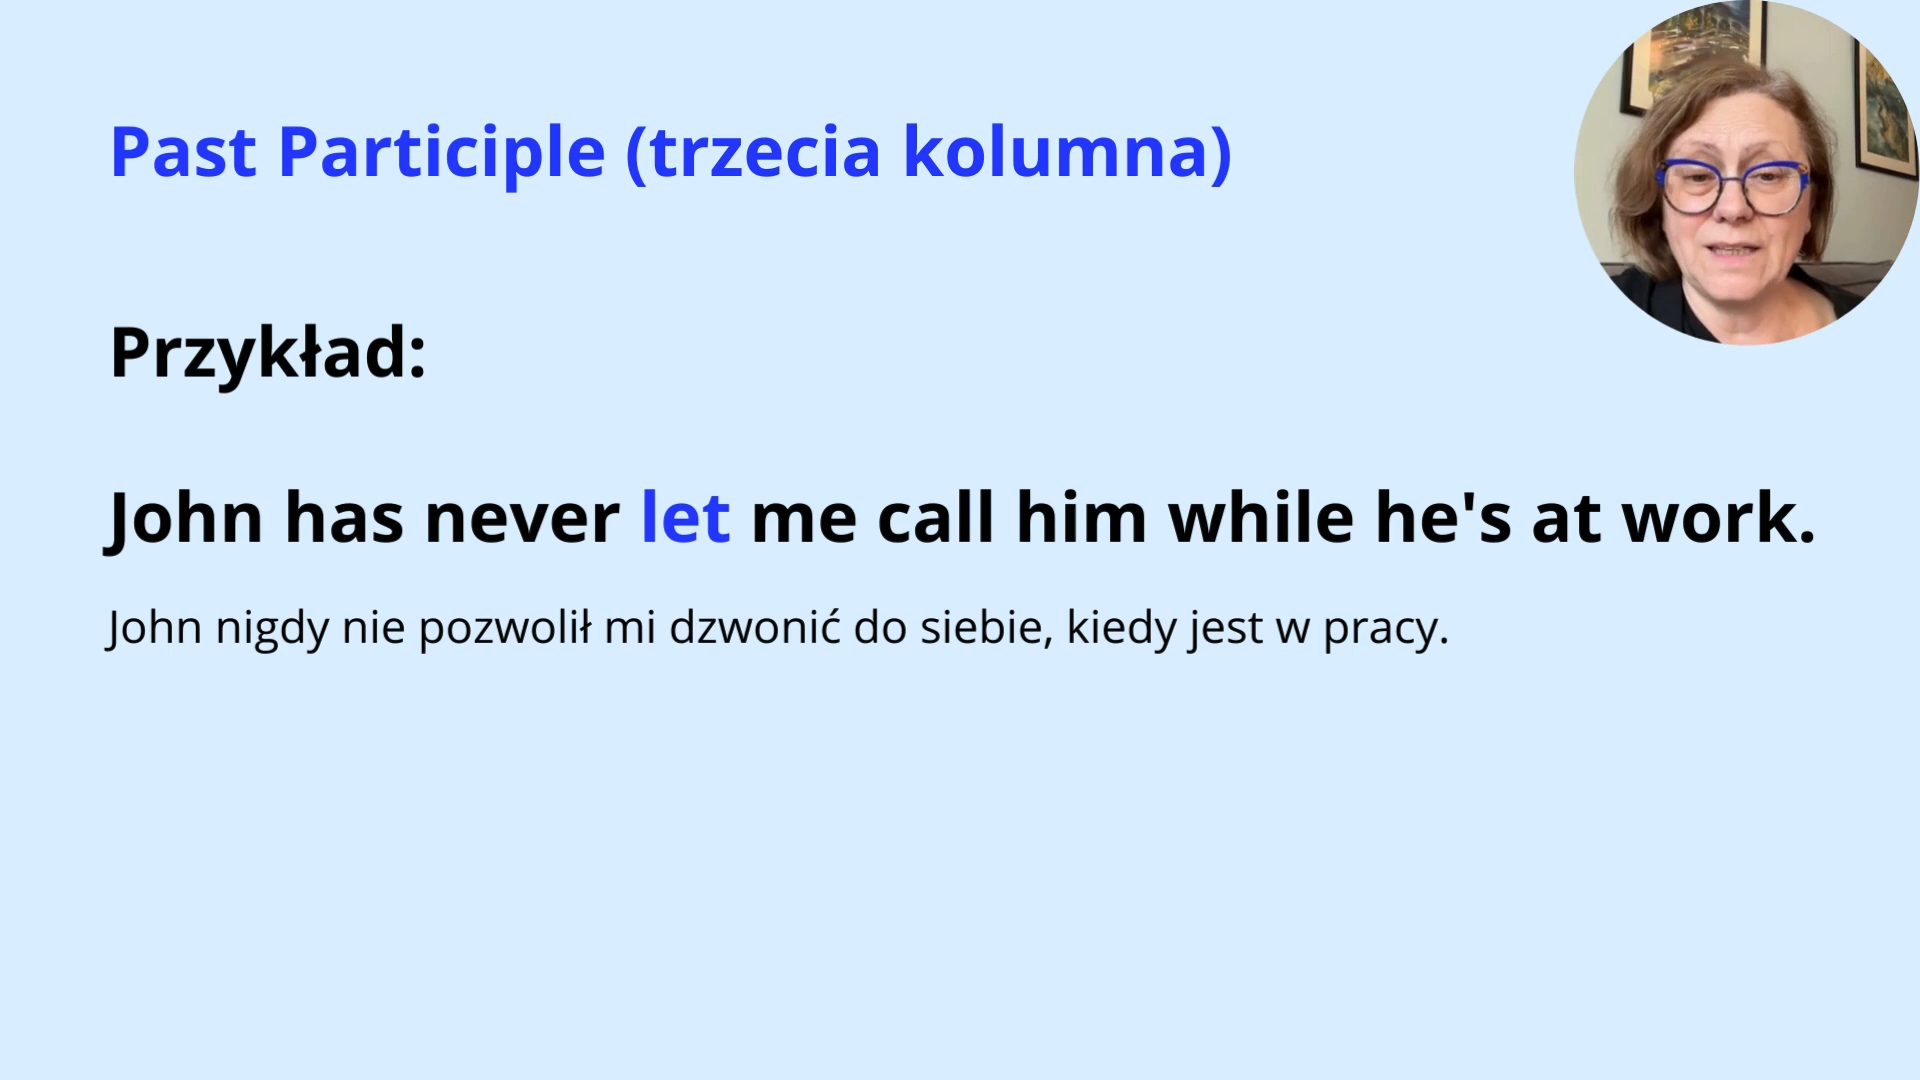 Past Participle (trzecia kolumna)
Przykład:
John has never let me call him while he's at work.
John nigdy nie pozwolił mi dzwonić do siebie, kiedy jest w pracy.